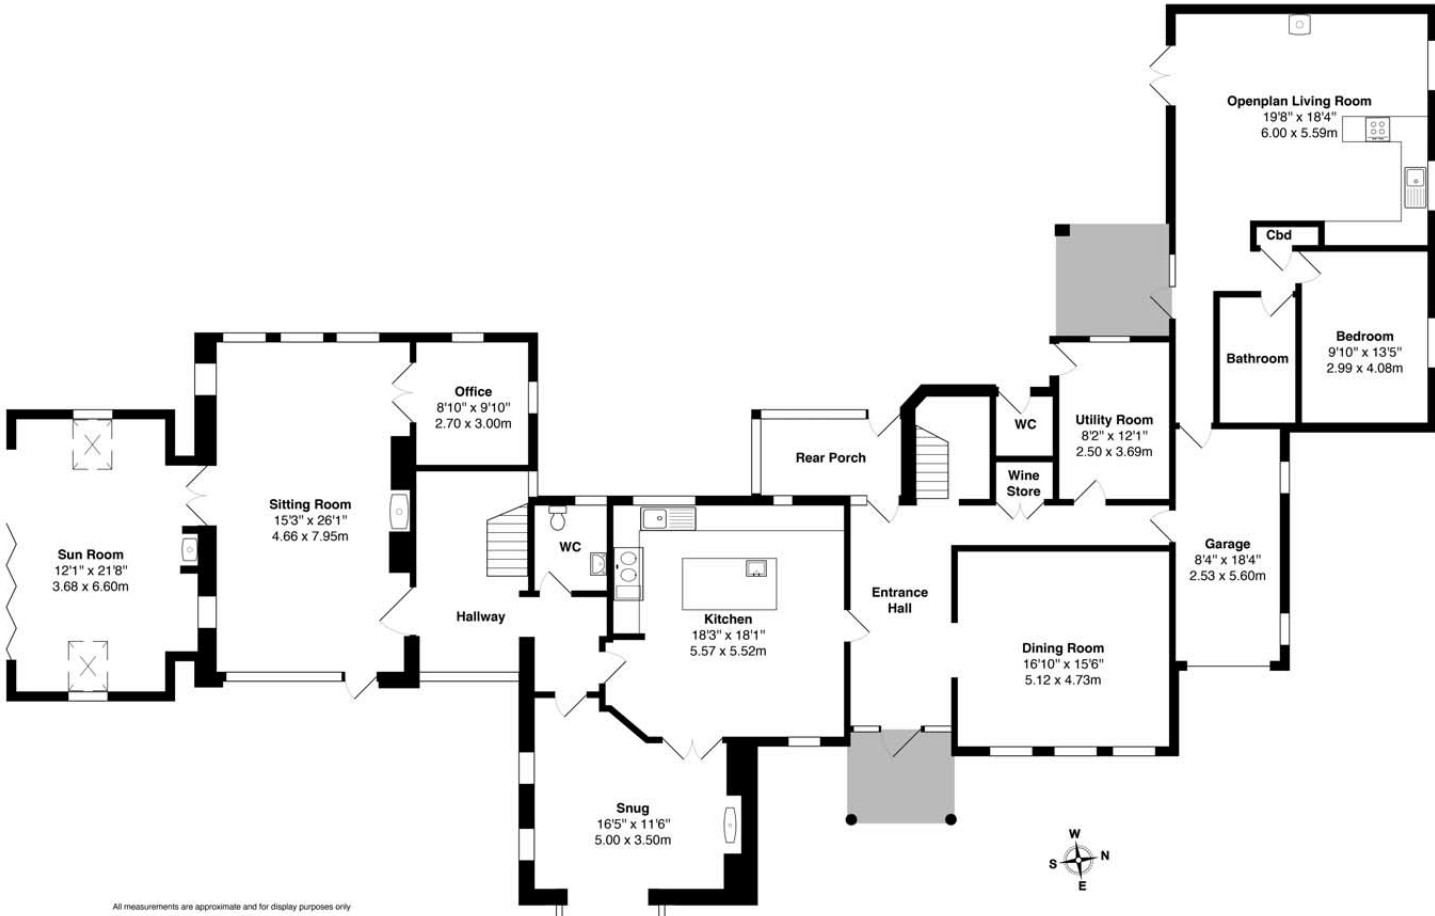 Openplan Living Room
19'8" x 18'4"
6.00 x 5.59m
Cbd
Bedroom
9'10" x 13'5"
2.99 x 4.08m
Bathroom
Office
8'10" x 9'10"
2.70 x 3.00m
WC
Utility Room
8'2" x 12'1"
2.50 x 3.69m
Rear Porch
Wine
Store
Sitting Room
15'3" x 26'1"
4.66 x 7.95m
Sun Room
12'1" x 21'8"
3.68 x 6.60m
WC
Garage
8'4" x 18'4"
2.53 x 5.60m
Entrance
Hall
Hallway
Kitchen
18'3" x 18'1"
5.57 x 5.52m
Dining Room
16'10" x 15'6"
5.12 x 4.73m
Snug
16'5" x 11'6"
5.00 x 3.50m
W
N
S
E
All measurements are approximate and for display purposes only